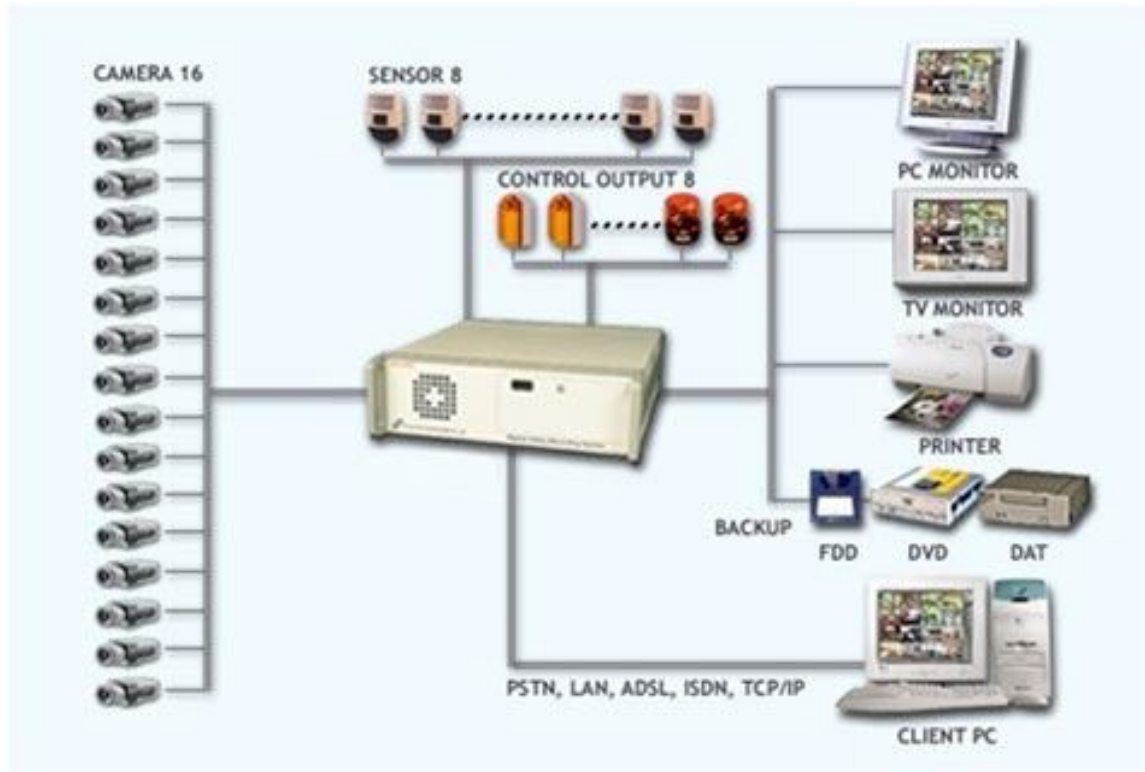 CAMERA 16
SENSOR 8
CONTROL OUTPUT 8
PC MONITOR
TV MONITOR
PRINTER
BACKUP
FDD
DVD
DAT
PSTN, LAN, ADSL, ISDN, TCP/IP
CLIENT PC